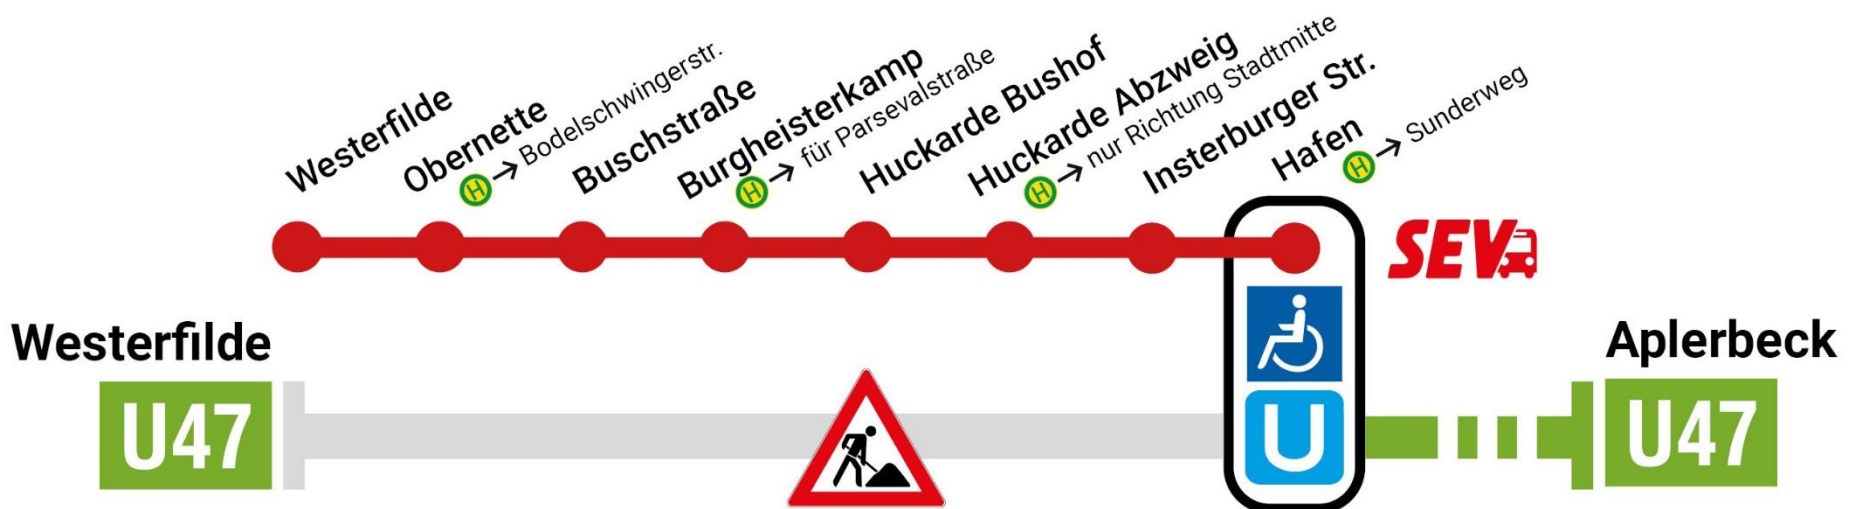 Westerfilde
Obernette
H → Bodelschwingerstr.
Buschstraße
Burgheisterkamp
H → für Parsevalstraße
Huckarde Bushof
Huckarde Abzweig
H → nur Richtung Stadtmitte
Insterburger Str.
Hafen
H → Sunderweg
SEV
Westerfilde
U47
U
Aplerbeck
U47